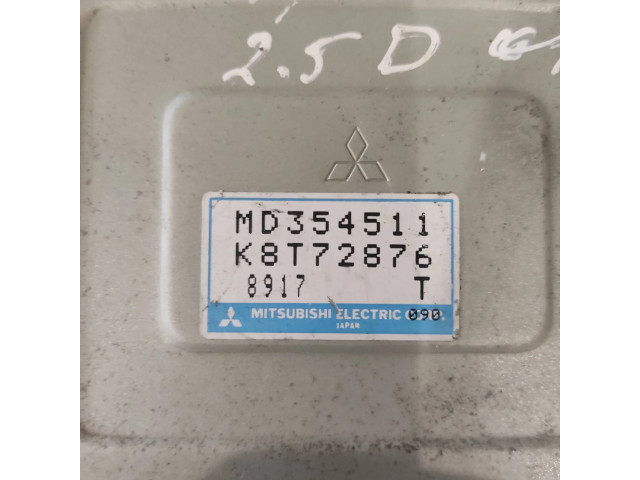 2.5 D
MD354511
K8T72876
8917 T
MITSUBISHI ELECTRIC 090.
JAPAN